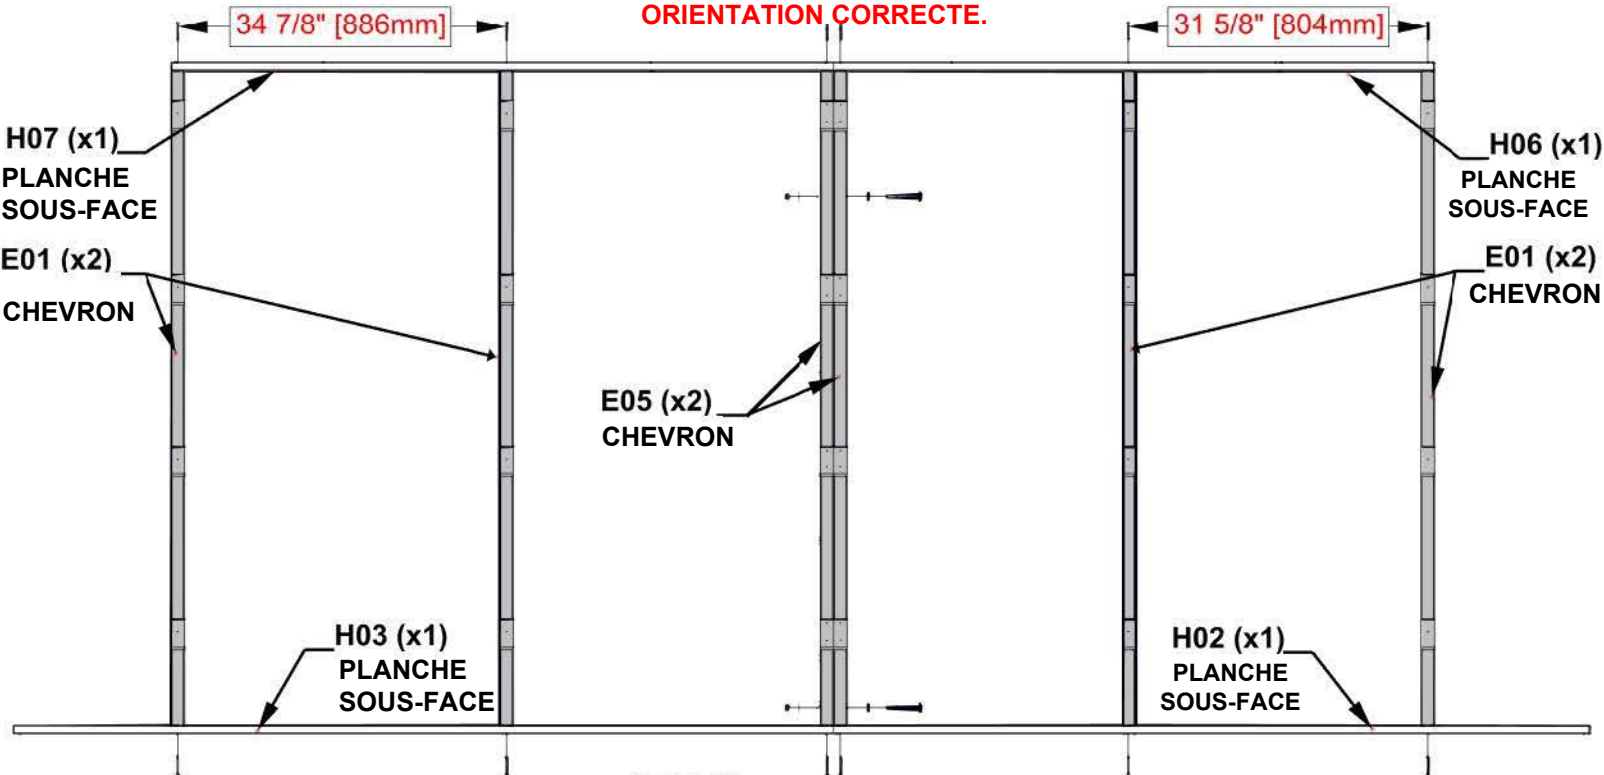 ORIENTATION CORRECTE.
34 7/8" [886mm]
31 5/8" [804mm]
H07 (x1)
PLANCHE
SOUS-FACE
H06 (x1)
PLANCHE
SOUS-FACE
E01 (x2)
CHEVRON
E01 (x2)
CHEVRON
E05 (x2)
CHEVRON
H03 (x1)
PLANCHE
SOUS-FACE
H02 (x1)
PLANCHE
SOUS-FACE